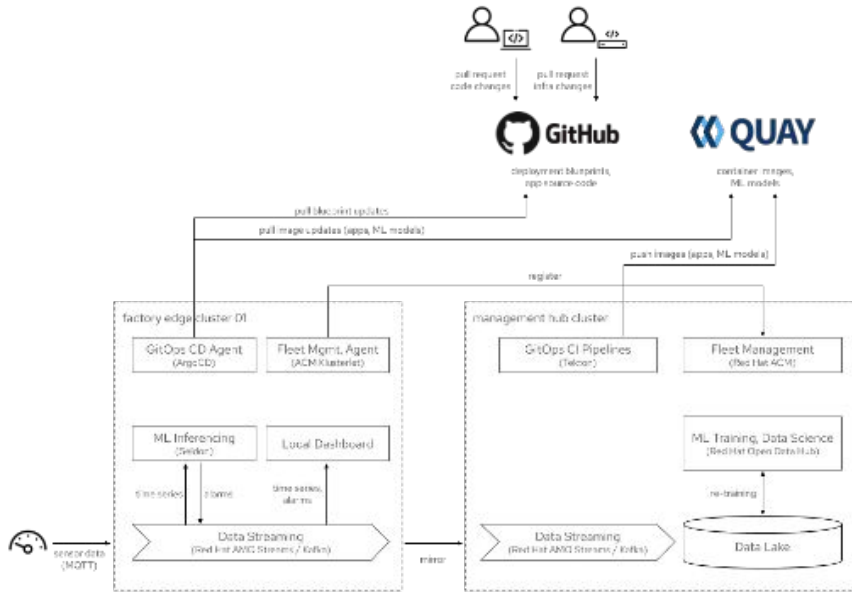 </>
</>
pull request
code changes
pull request
infra changes
GitHub
QUAY
deployment blueprints,
app source-code
container images,
ML models
pull blueprint updates
pull image updates (apps, ML models)
push images (apps, ML models)
register
factory edge cluster 01
management hub cluster
GitOps CD Agent
(ArgoCD)
Fleet Mgmt. Agent
(ACM Klusterlet)
GitOps CI Pipelines
(Tekton)
Fleet Management
(Red Hat ACM)
ML Inferencing
(Seldon)
Local Dashboard
ML Training, Data Science
(Red Hat Open Data Hub)
time series
alarms
time series,
alarms
re-training
sensor data
(MQTT)
Data Streaming
(Red Hat AMQ Streams / Kafka)
mirror
Data Streaming
(Red Hat AMQ Streams / Kafka)
Data Lake